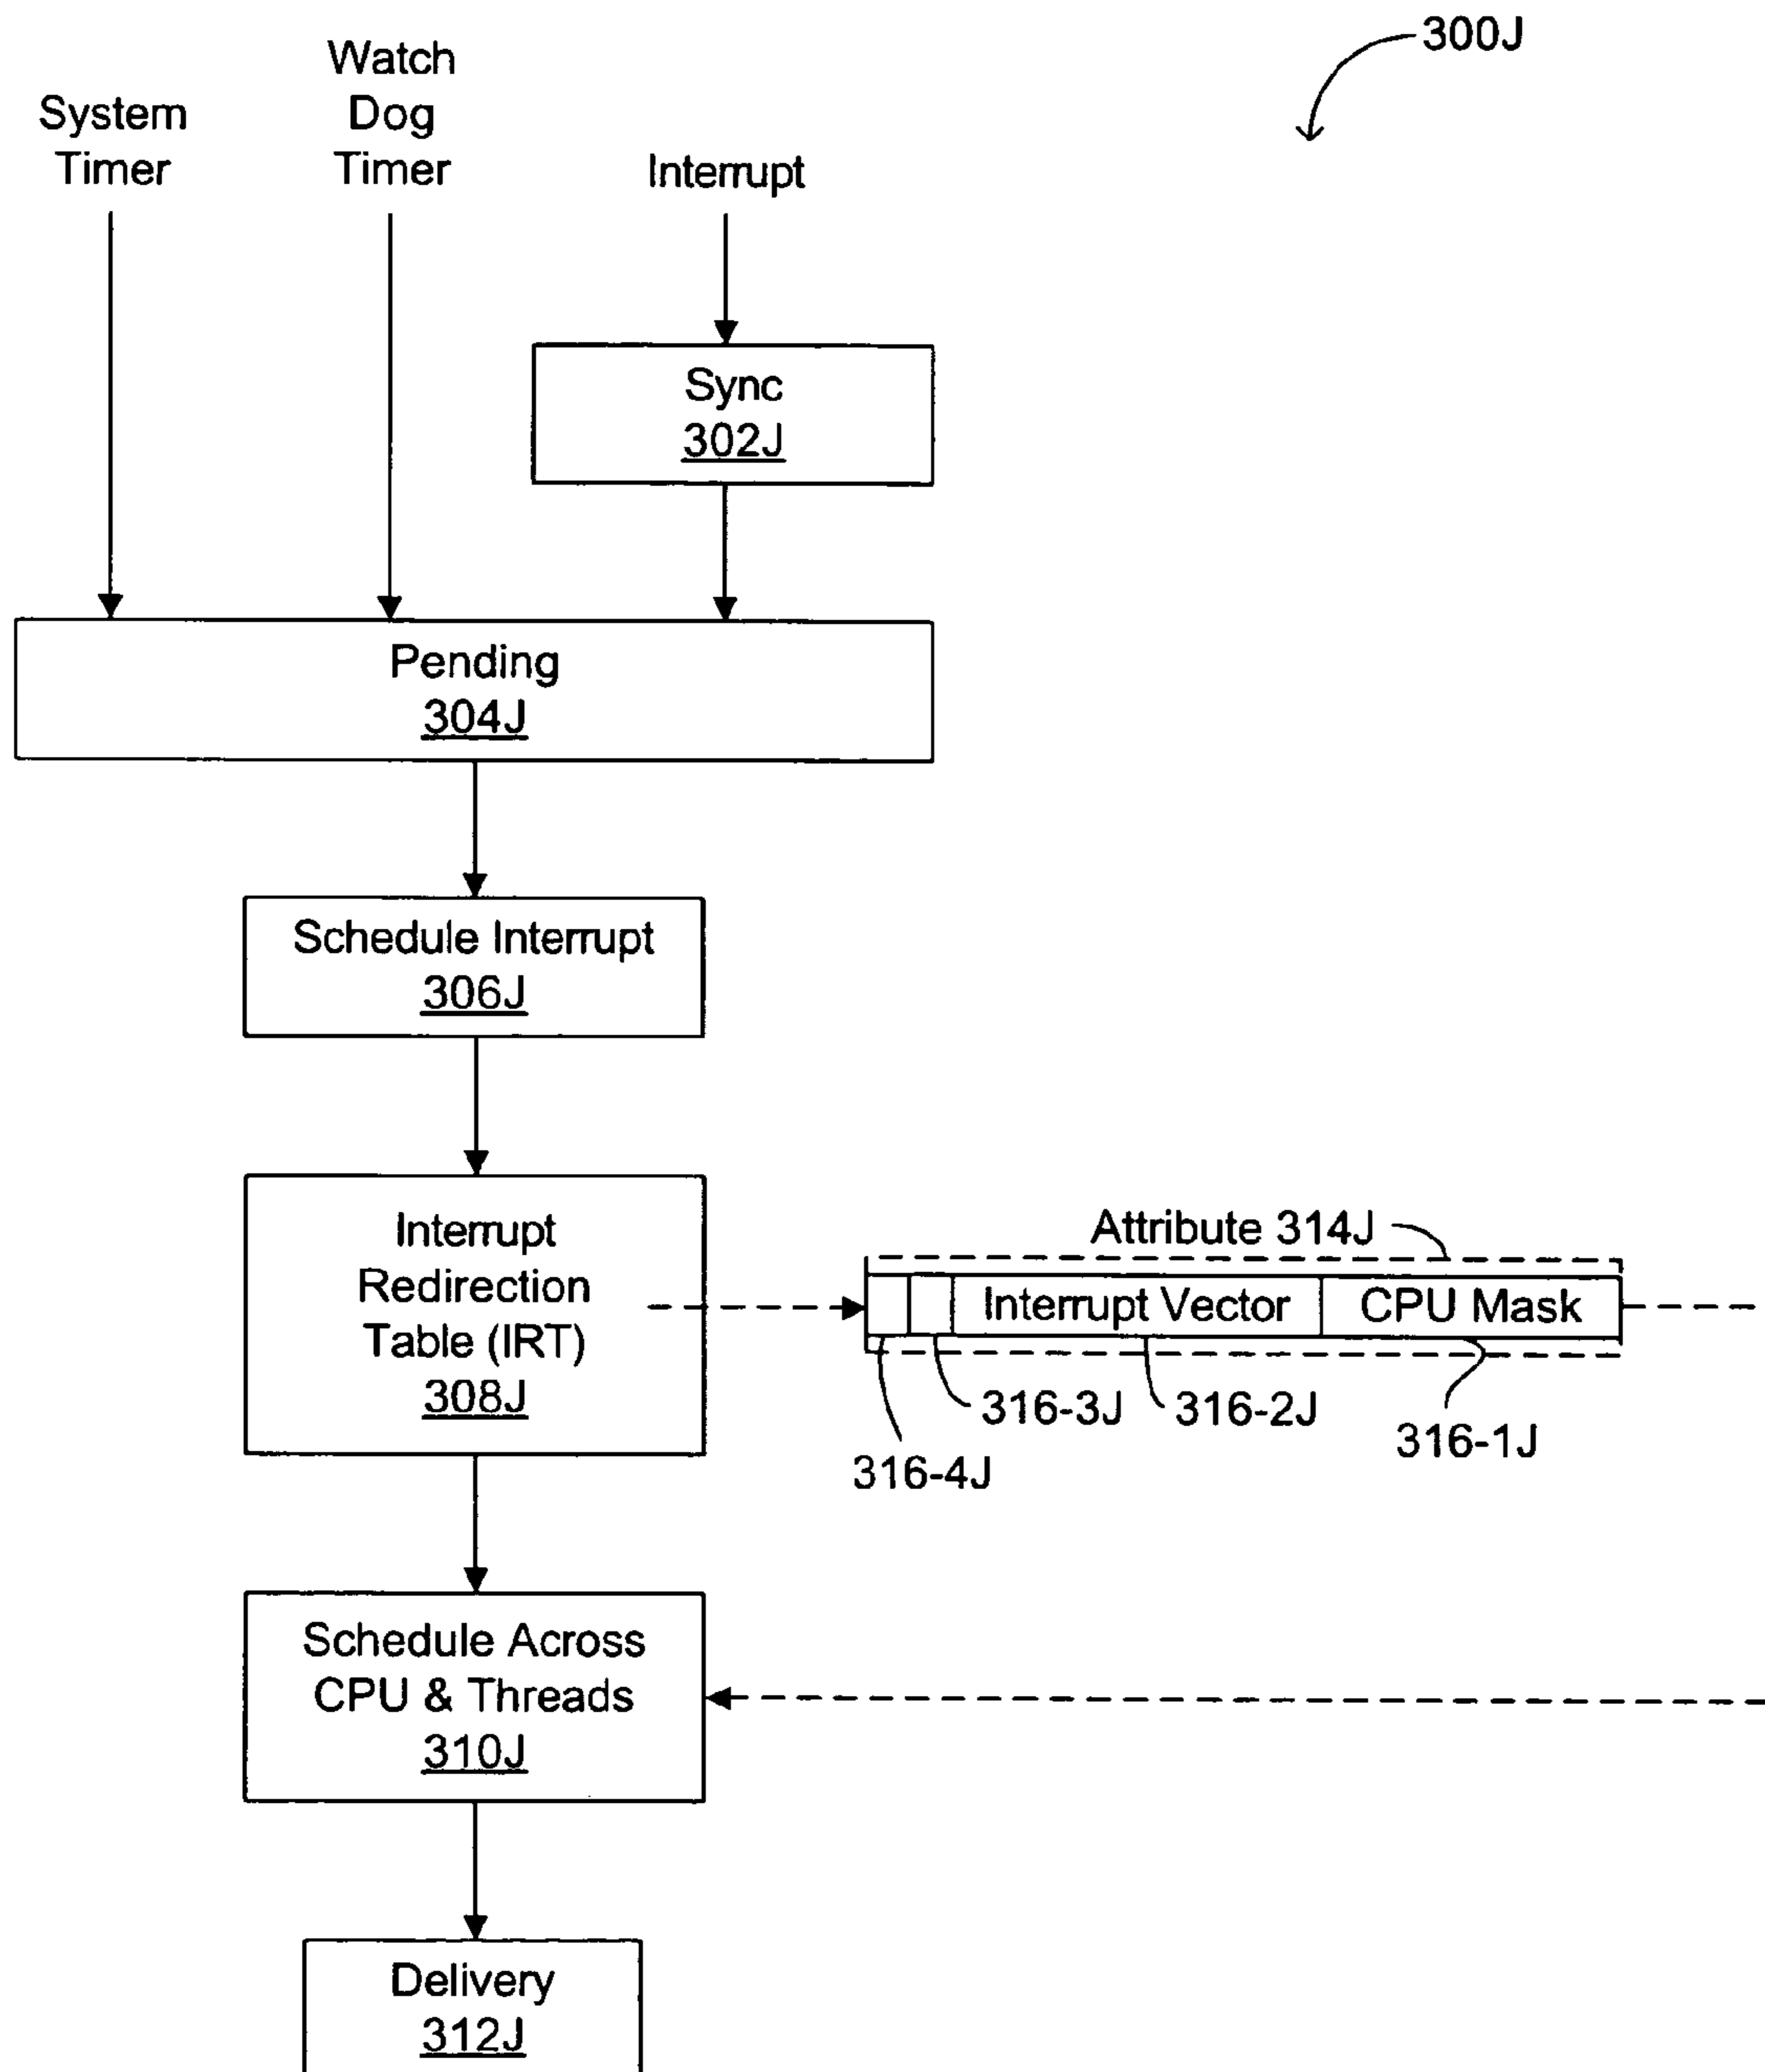 300J
System
Timer
Watch
Dog
Timer
Interrupt
Sync
302J
Pending
304J
Schedule Interrupt
306J
Interrupt
Redirection
Table (IRT)
308J
Attribute 314J
Interrupt Vector
CPU Mask
316-3J
316-2J
316-1J
316-4J
Schedule Across
CPU & Threads
310J
Delivery
312J